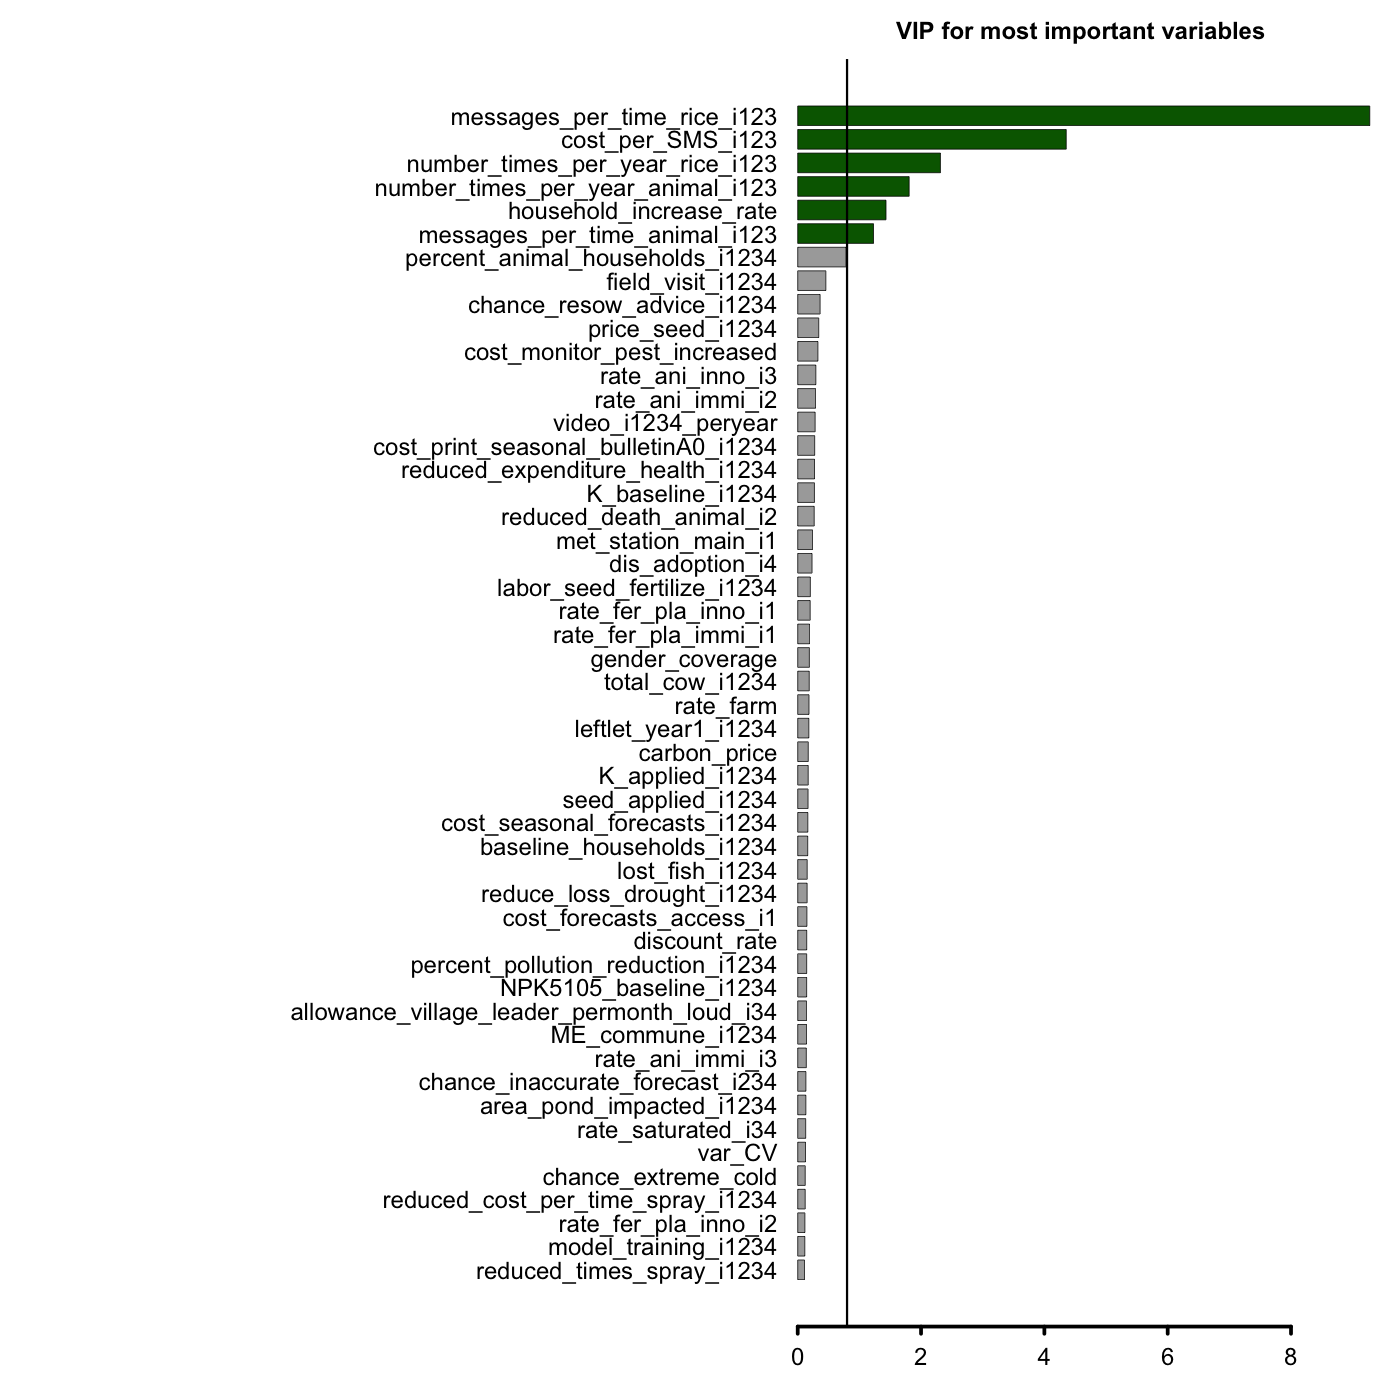 VIP for most important variables
messages_per_time_rice_i123
cost_per_SMS_i123
number_times_per_year_rice_i123
number_times_per_year_animal_i123
household_increase_rate
messages_per_time_animal_i123
percent_animal_households_i1234
field_visit_i1234
chance_resow_advice_i1234
price_seed_i1234
cost_monitor_pest_increased
rate_ani_inno_i3
rate_ani_immi_i2
video_i1234_peryear
cost_print_seasonal_bulletinA0_i1234
reduced_expenditure_health_i1234
K_baseline_i1234
reduced_death_animal_i2
met_station_main_i1
dis_adoption_i4
labor_seed_fertilize_i1234
rate_fer_pla_inno_i1
rate_fer_pla_immi_i1
gender_coverage
total_cow_i1234
rate_farm
leftlet_year1_i1234
carbon_price
K_applied_i1234
seed_applied_i1234
cost_seasonal_forecasts_i1234
baseline_households_i1234
lost_fish_i1234
reduce_loss_drought_i1234
cost_forecasts_access_i1
discount_rate
percent_pollution_reduction_i1234
NPK5105_baseline_i1234
allowance_village_leader_permonth_loud_i34
ME_commune_i1234
rate_ani_immi_i3
chance_inaccurate_forecast_i234
area_pond_impacted_i1234
rate_saturated_i34
var_CV
chance_extreme_cold
reduced_cost_per_time_spray_i1234
rate_fer_pla_inno_i2
model_training_i1234
reduced_times_spray_i1234
0 2 4 6 8